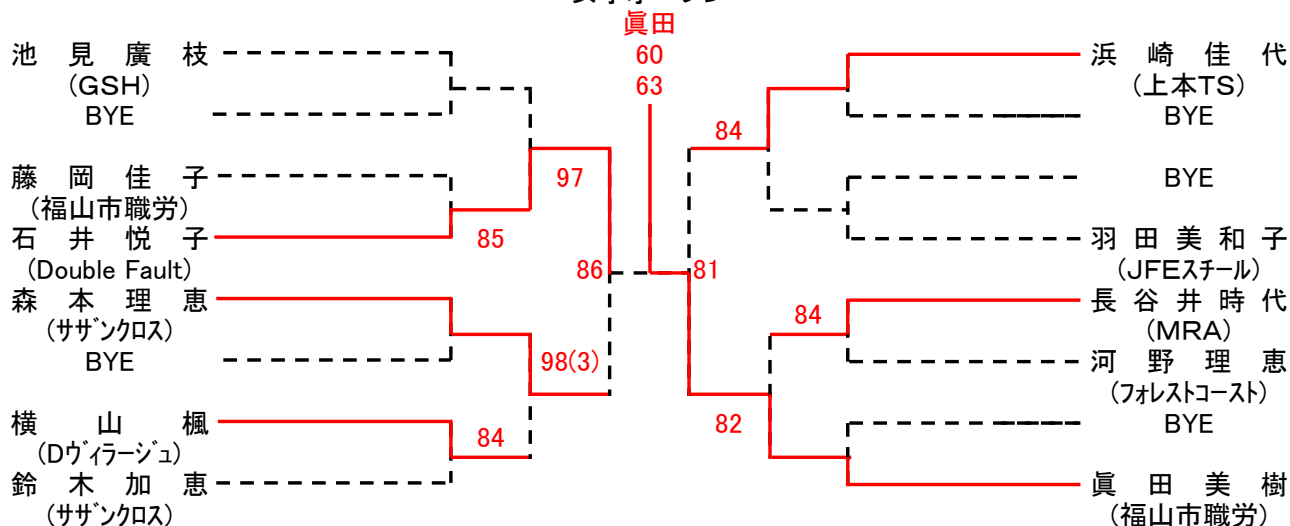 眞田
60
63
池見廣枝
(GSH)
BYE
藤岡佳子
(福山市職労)
石井悦子
(Double Fault)
森本理恵
(サザンクロス)
BYE
横山楓
(Dヴィラージュ)
鈴木加恵
(サザンクロス)
97
85
86
98(3)
84
84
81
84
82
浜崎佳代
(上本TS)
BYE
BYE
羽田美和子
(JFEスチール)
長谷井時代
(MRA)
河野理恵
(フォレストコースト)
BYE
眞田美樹
(福山市職労)